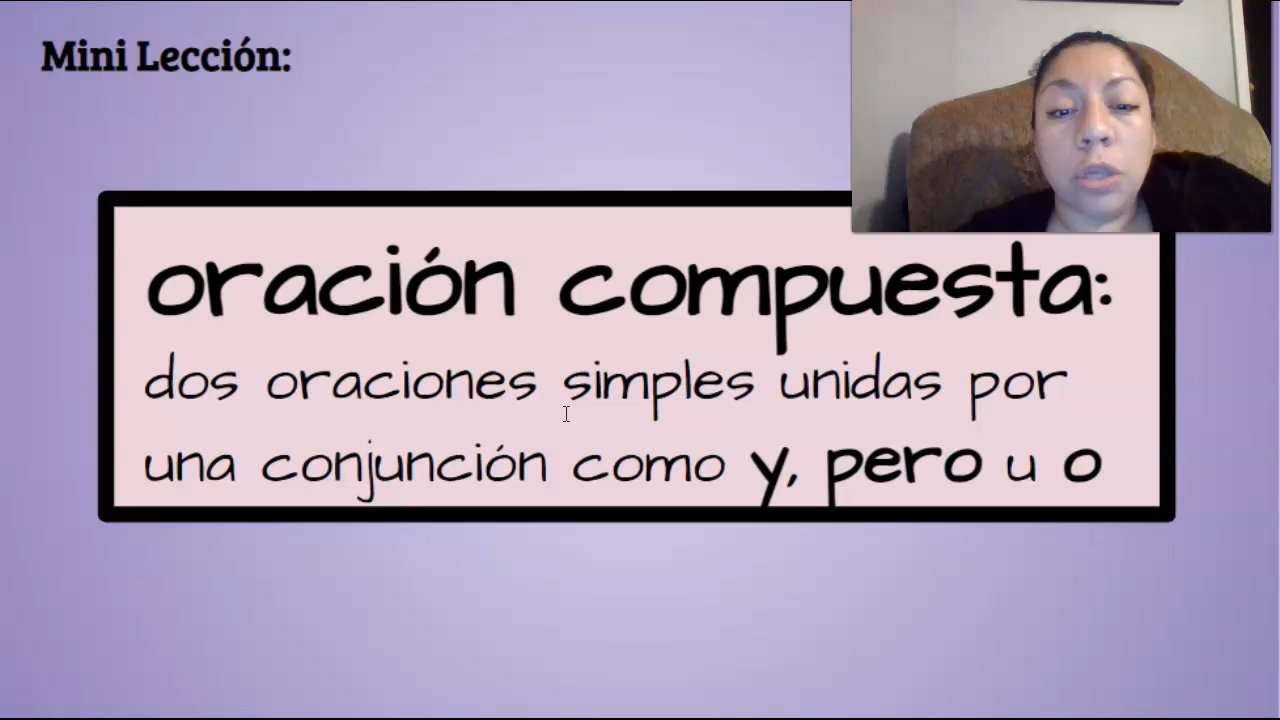 Mini Lección:
oración compuesta:
dos oraciones simples unidas por
una conjunción como y, pero u o